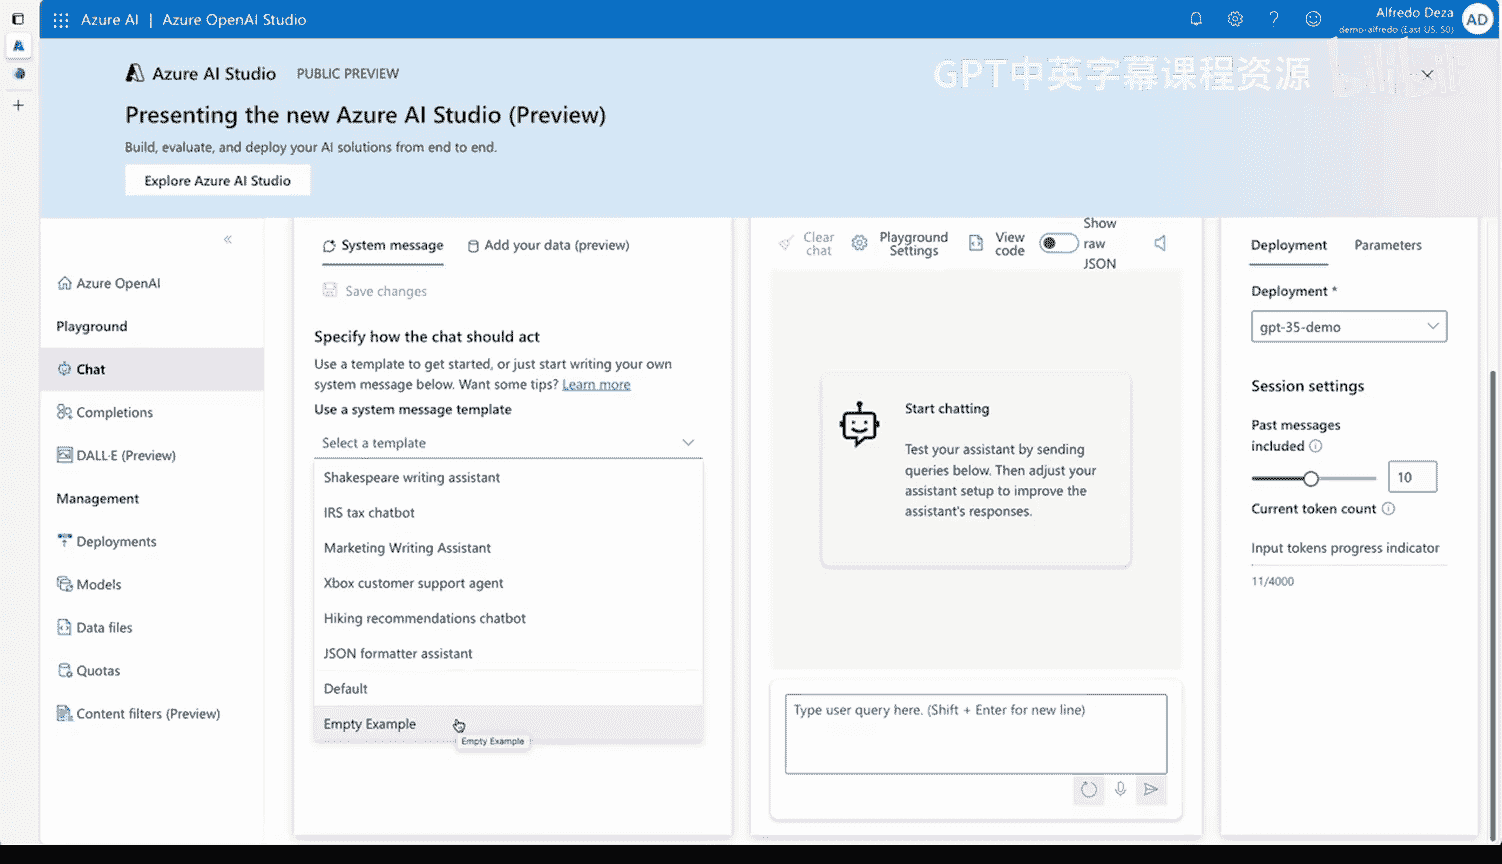 Azure AI | Azure OpenAI Studio
Alfredo Deza
demo-alfredo (East US, S0)
AD
Azure AI Studio PUBLIC PREVIEW
GPT中英字幕课程资源
bilibili
Presenting the new Azure AI Studio (Preview)
Build, evaluate, and deploy your AI solutions from end to end.
Explore Azure AI Studio
Azure OpenAI
Playground
Chat
Completions
DALL·E (Preview)
Management
Deployments
Models
Data files
Quotas
Content filters (Preview)
System message
Add your data (preview)
Save changes
Specify how the chat should act
Use a template to get started, or just start writing your own
system message below. Want some tips? Learn more
Use a system message template
Select a template
Shakespeare writing assistant
IRS tax chatbot
Marketing Writing Assistant
Xbox customer support agent
Hiking recommendations chatbot
JSON formatter assistant
Default
Empty Example
Empty Example
Clear
chat
Playground
Settings
View
code
Show
raw
JSON
Start chatting
Test your assistant by sending
queries below. Then adjust your
assistant setup to improve the
assistant's responses.
Type user query here. (Shift + Enter for new line)
Deployment
Parameters
Deployment *
gpt-35-demo
Session settings
Past messages
included
10
Current token count
Input tokens progress indicator
11/4000